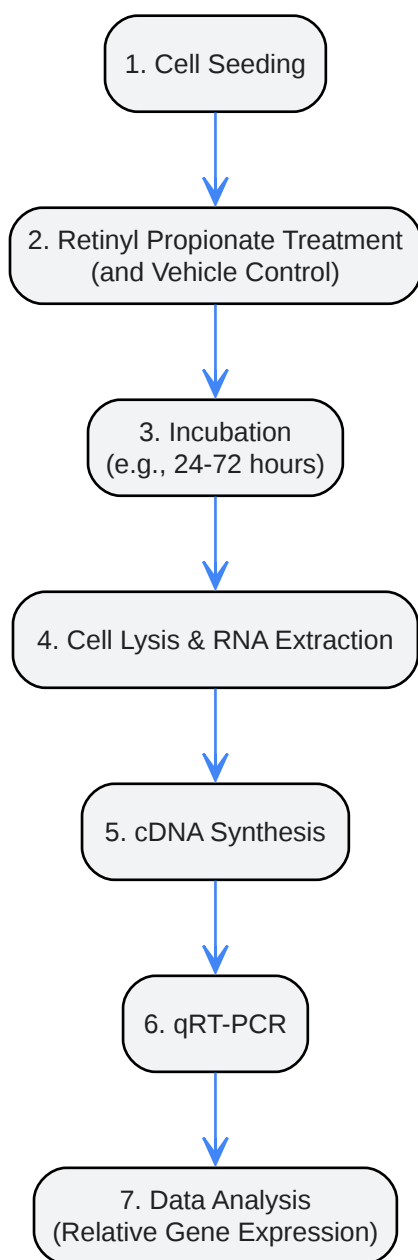 1. Cell Seeding
2. Retinyl Propionate Treatment
(and Vehicle Control)
3. Incubation
(e.g., 24-72 hours)
4. Cell Lysis & RNA Extraction
5. cDNA Synthesis
6. qRT-PCR
7. Data Analysis
(Relative Gene Expression)